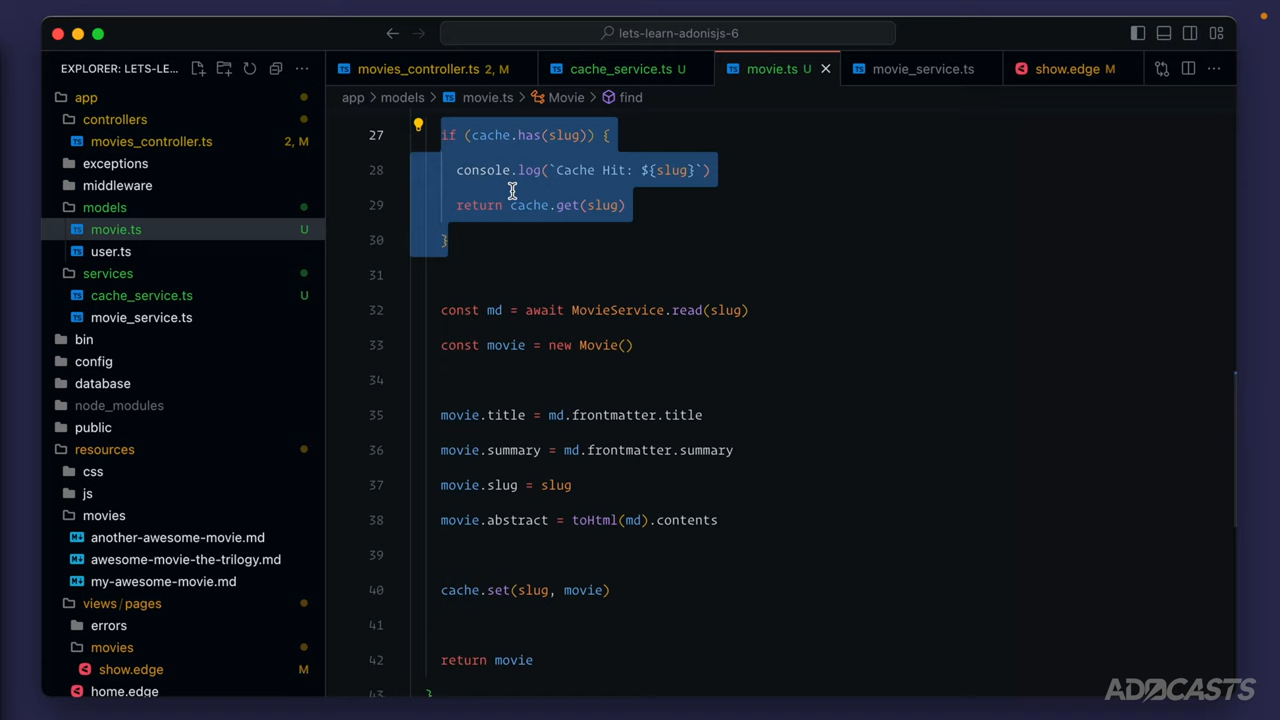 lets-learn-adonisjs-6
EXPLORER: LETS-LE...
movies_controller.ts 2, M
cache_service.ts U
movie.ts U
movie_service.ts
show.edge M
app
controllers
movies_controller.ts 2, M
exceptions
middleware
models
movie.ts U
user.ts
services
cache_service.ts U
movie_service.ts
bin
config
database
node_modules
public
resources
css
js
movies
another-awesome-movie.md
awesome-movie-the-trilogy.md
my-awesome-movie.md
views/pages
errors
movies
show.edge M
home.edge
app > models > movie.ts > Movie > find
27 if (cache.has(slug)) {
28 console.log(`Cache Hit: ${slug}`)
29 return cache.get(slug)
30 }
31
32 const md = await MovieService.read(slug)
33 const movie = new Movie()
34
35 movie.title = md.frontmatter.title
36 movie.summary = md.frontmatter.summary
37 movie.slug = slug
38 movie.abstract = toHtml(md).contents
39
40 cache.set(slug, movie)
41
42 return movie
43 }
ADOCASTS